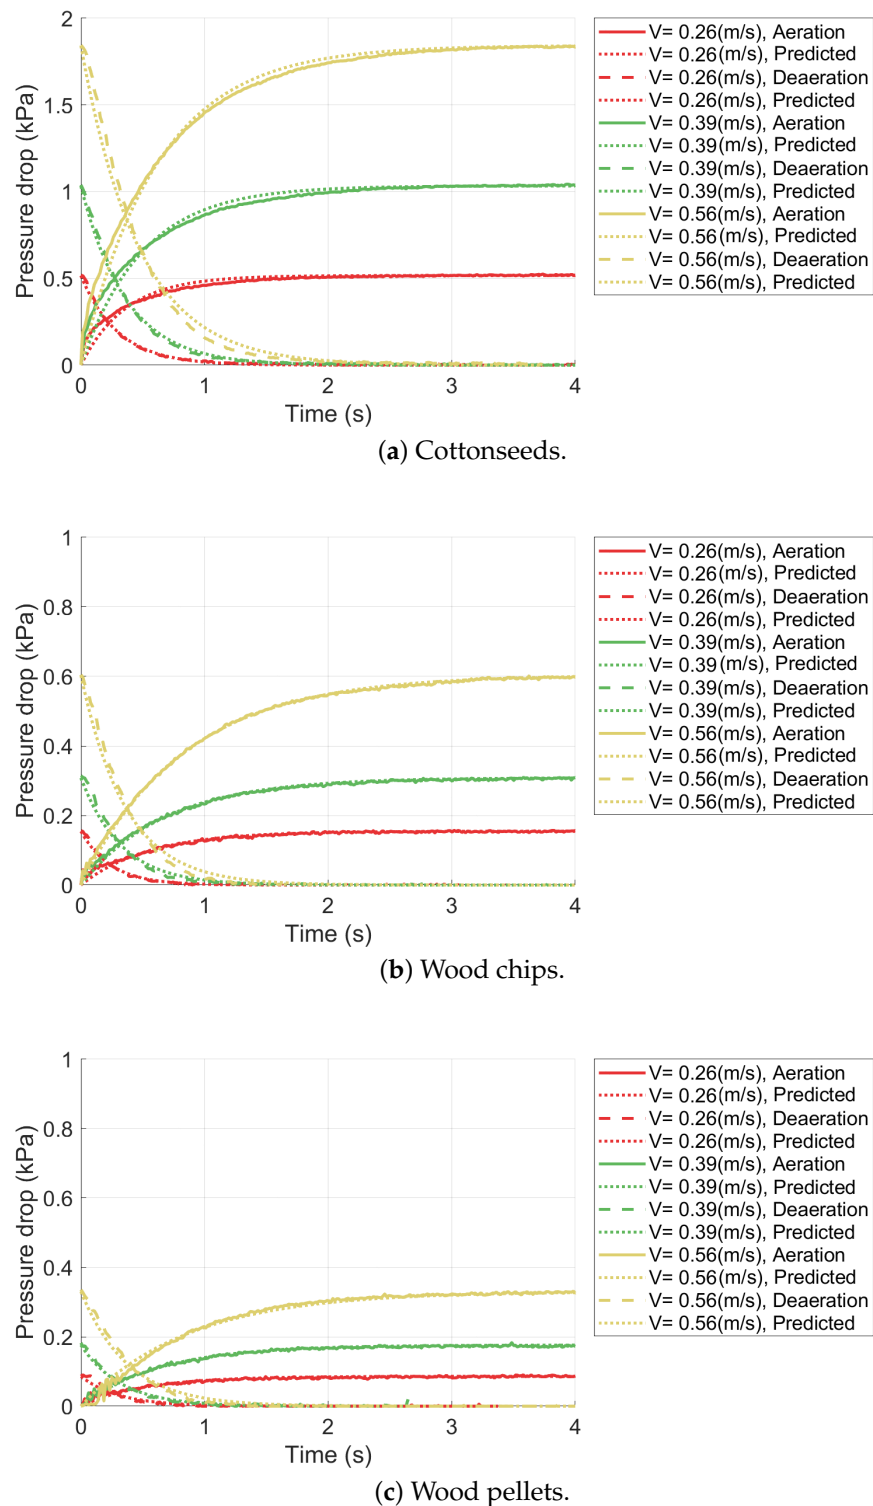 2
1.5
1
0.5
0
0 1 2 3 4
Pressure drop (kPa)
Time (s)
V= 0.26(m/s), Aeration
V= 0.26(m/s), Predicted
V= 0.26(m/s), Deaeration
V= 0.26(m/s), Predicted
V= 0.39(m/s), Aeration
V= 0.39(m/s), Predicted
V= 0.39(m/s), Deaeration
V= 0.39(m/s), Predicted
V= 0.56(m/s), Aeration
V= 0.56(m/s), Predicted
V= 0.56(m/s), Deaeration
V= 0.56(m/s), Predicted
(a) Cottonseeds.
1
0.8
0.6
0.4
0.2
0
0 1 2 3 4
Pressure drop (kPa)
Time (s)
V= 0.26(m/s), Aeration
V= 0.26(m/s), Predicted
V= 0.26(m/s), Deaeration
V= 0.26(m/s), Predicted
V= 0.39(m/s), Aeration
V= 0.39(m/s), Predicted
V= 0.39(m/s), Deaeration
V= 0.39(m/s), Predicted
V= 0.56(m/s), Aeration
V= 0.56(m/s), Predicted
V= 0.56(m/s), Deaeration
V= 0.56(m/s), Predicted
(b) Wood chips.
1
0.8
0.6
0.4
0.2
0
0 1 2 3 4
Pressure drop (kPa)
Time (s)
V= 0.26(m/s), Aeration
V= 0.26(m/s), Predicted
V= 0.26(m/s), Deaeration
V= 0.26(m/s), Predicted
V= 0.39(m/s), Aeration
V= 0.39(m/s), Predicted
V= 0.39(m/s), Deaeration
V= 0.39(m/s), Predicted
V= 0.56(m/s), Aeration
V= 0.56(m/s), Predicted
V= 0.56(m/s), Deaeration
V= 0.56(m/s), Predicted
(c) Wood pellets.